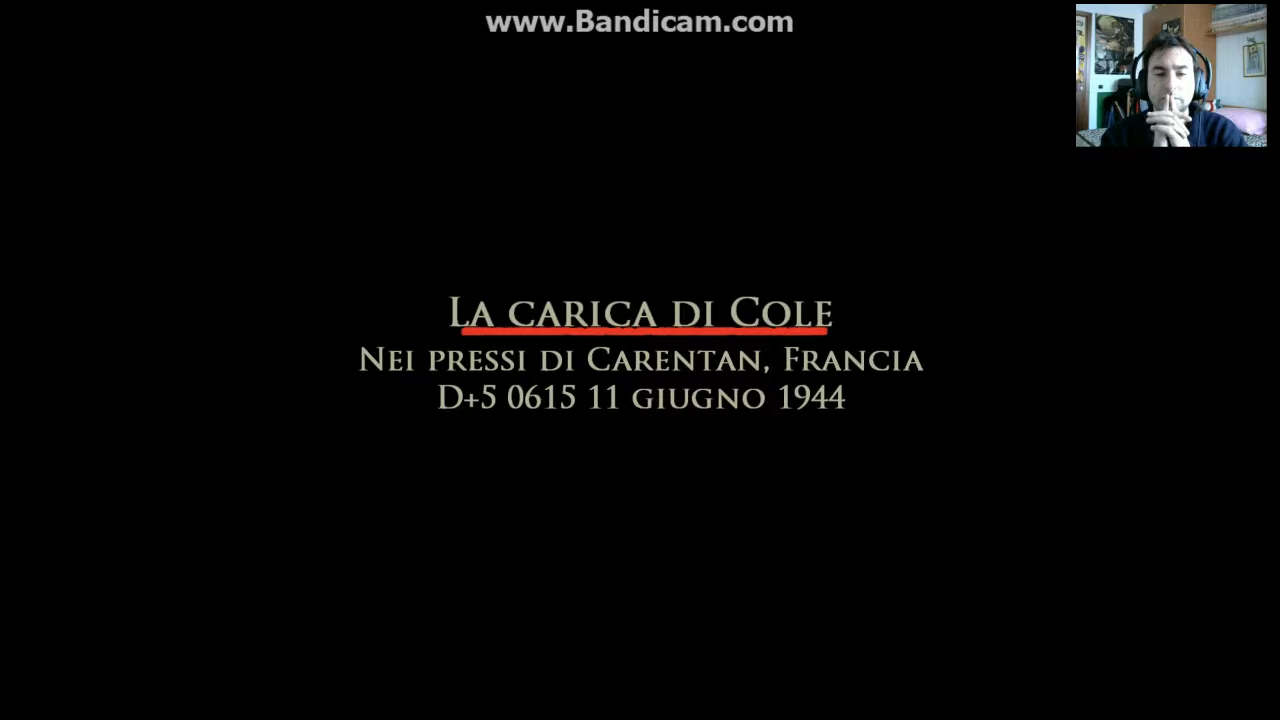 www.Bandicam.com
La carica di Cole
Nei pressi di Carentan, Francia
D+5 0615 11 giugno 1944